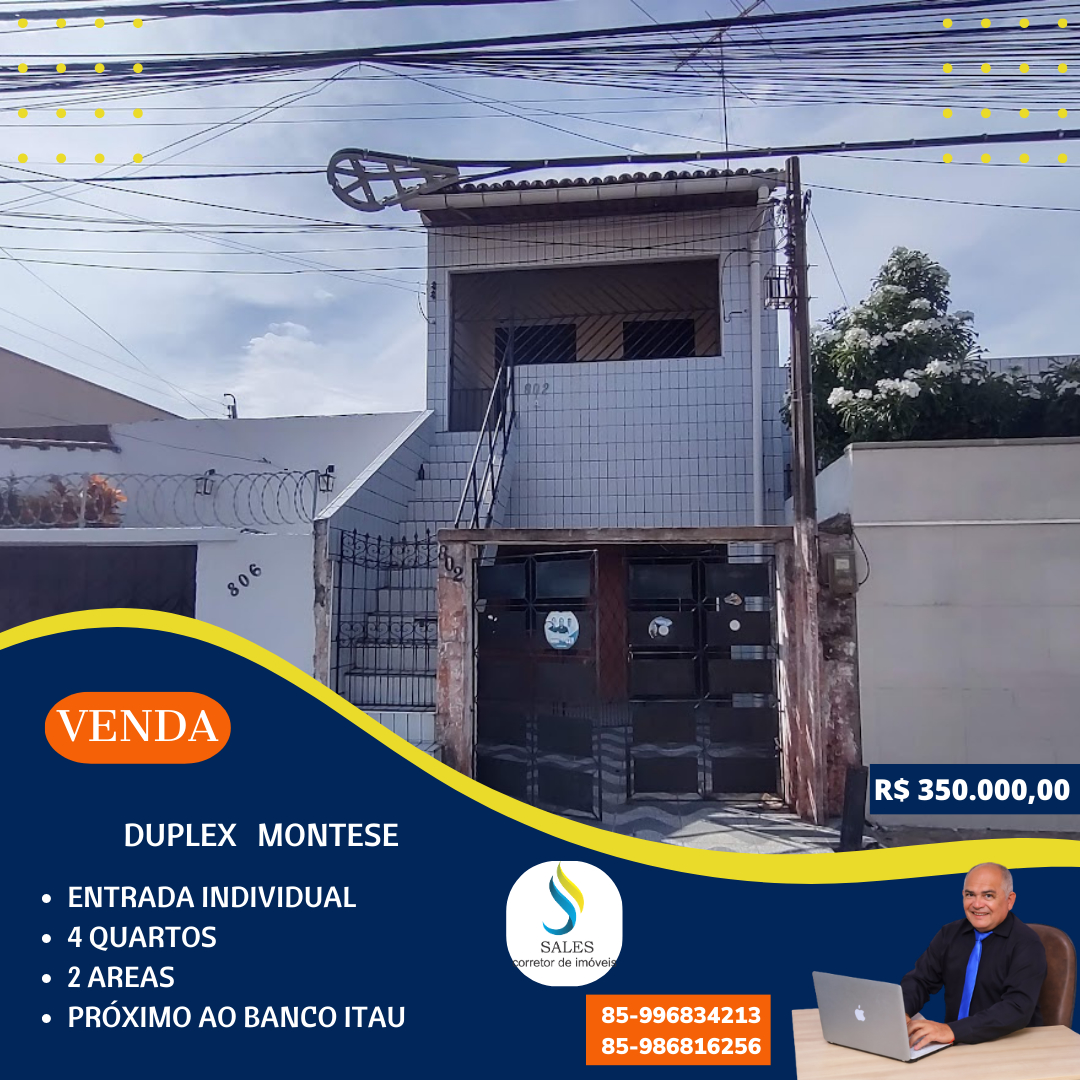 802
802
806
VENDA
R$ 350.000,00
DUPLEX MONTESE
• ENTRADA INDIVIDUAL
• 4 QUARTOS
• 2 AREAS
• PRÓXIMO AO BANCO ITAU
SALES
corretor de imóveis
85-996834213
85-986816256